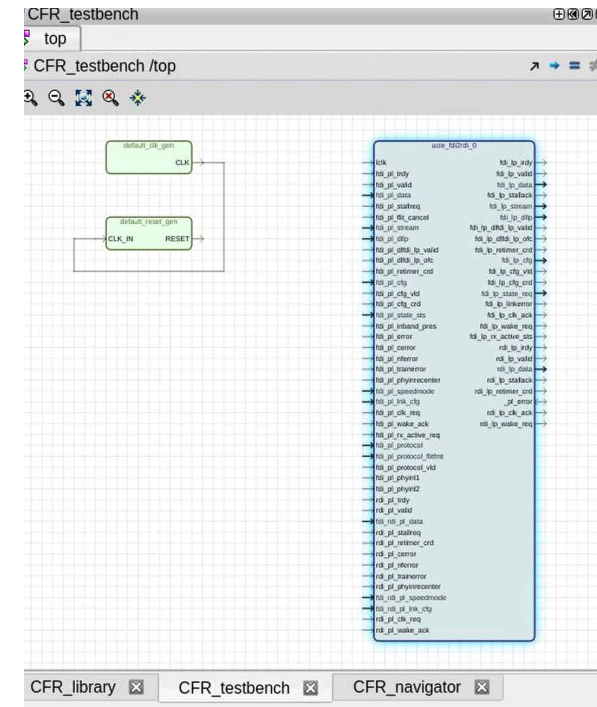 CFR_testbench
top
CFR_testbench /top
default_clk_gen
CLK
default_reset_gen
CLK_IN RESET
ucie_fdi2rdi_0
lclk
fdi_pl_trdy
fdi_pl_valid
fdi_pl_data
fdi_pl_stallreq
fdi_pl_flit_cancel
fdi_pl_stream
fdi_pl_dllp
fdi_pl_dlfdi_lp_valid
fdi_pl_dlfdi_lp_ofc
fdi_pl_retimer_crd
fdi_pl_cfg
fdi_pl_cfg_vld
fdi_pl_cfg_crd
fdi_pl_state_sts
fdi_pl_inband_pres
fdi_pl_error
fdi_pl_cerror
fdi_pl_nferror
fdi_pl_trainerror
fdi_pl_phyinrecenter
fdi_pl_speedmode
fdi_pl_lnk_cfg
fdi_pl_clk_req
fdi_pl_wake_ack
fdi_pl_rx_active_req
fdi_pl_protocol
fdi_pl_protocol_flitfmt
fdi_pl_protocol_vld
fdi_pl_phyinl1
fdi_pl_phyinl2
rdi_pl_trdy
rdi_pl_valid
fdi_rdi_pl_data
rdi_pl_stallreq
rdi_pl_retimer_crd
rdi_pl_cerror
rdi_pl_nferror
rdi_pl_trainerror
rdi_pl_phyinrecenter
fdi_rdi_pl_speedmode
fdi_rdi_pl_lnk_cfg
rdi_pl_clk_req
rdi_pl_wake_ack
fdi_lp_irdy
fdi_lp_valid
fdi_lp_data
fdi_lp_stallack
fdi_lp_stream
fdi_lp_dllp
fdi_lp_dlfdi_lp_valid
fdi_lp_dlfdi_lp_ofc
fdi_lp_retimer_crd
fdi_lp_cfg
fdi_lp_cfg_vld
fdi_lp_cfg_crd
fdi_lp_state_req
fdi_lp_linkerror
fdi_lp_clk_ack
fdi_lp_wake_req
fdi_lp_rx_active_sts
rdi_lp_irdy
rdi_lp_valid
rdi_lp_data
rdi_lp_stallack
rdi_lp_retimer_crd
_pl_error
rdi_lp_clk_ack
rdi_lp_wake_req
CFR_library CFR_testbench CFR_navigator